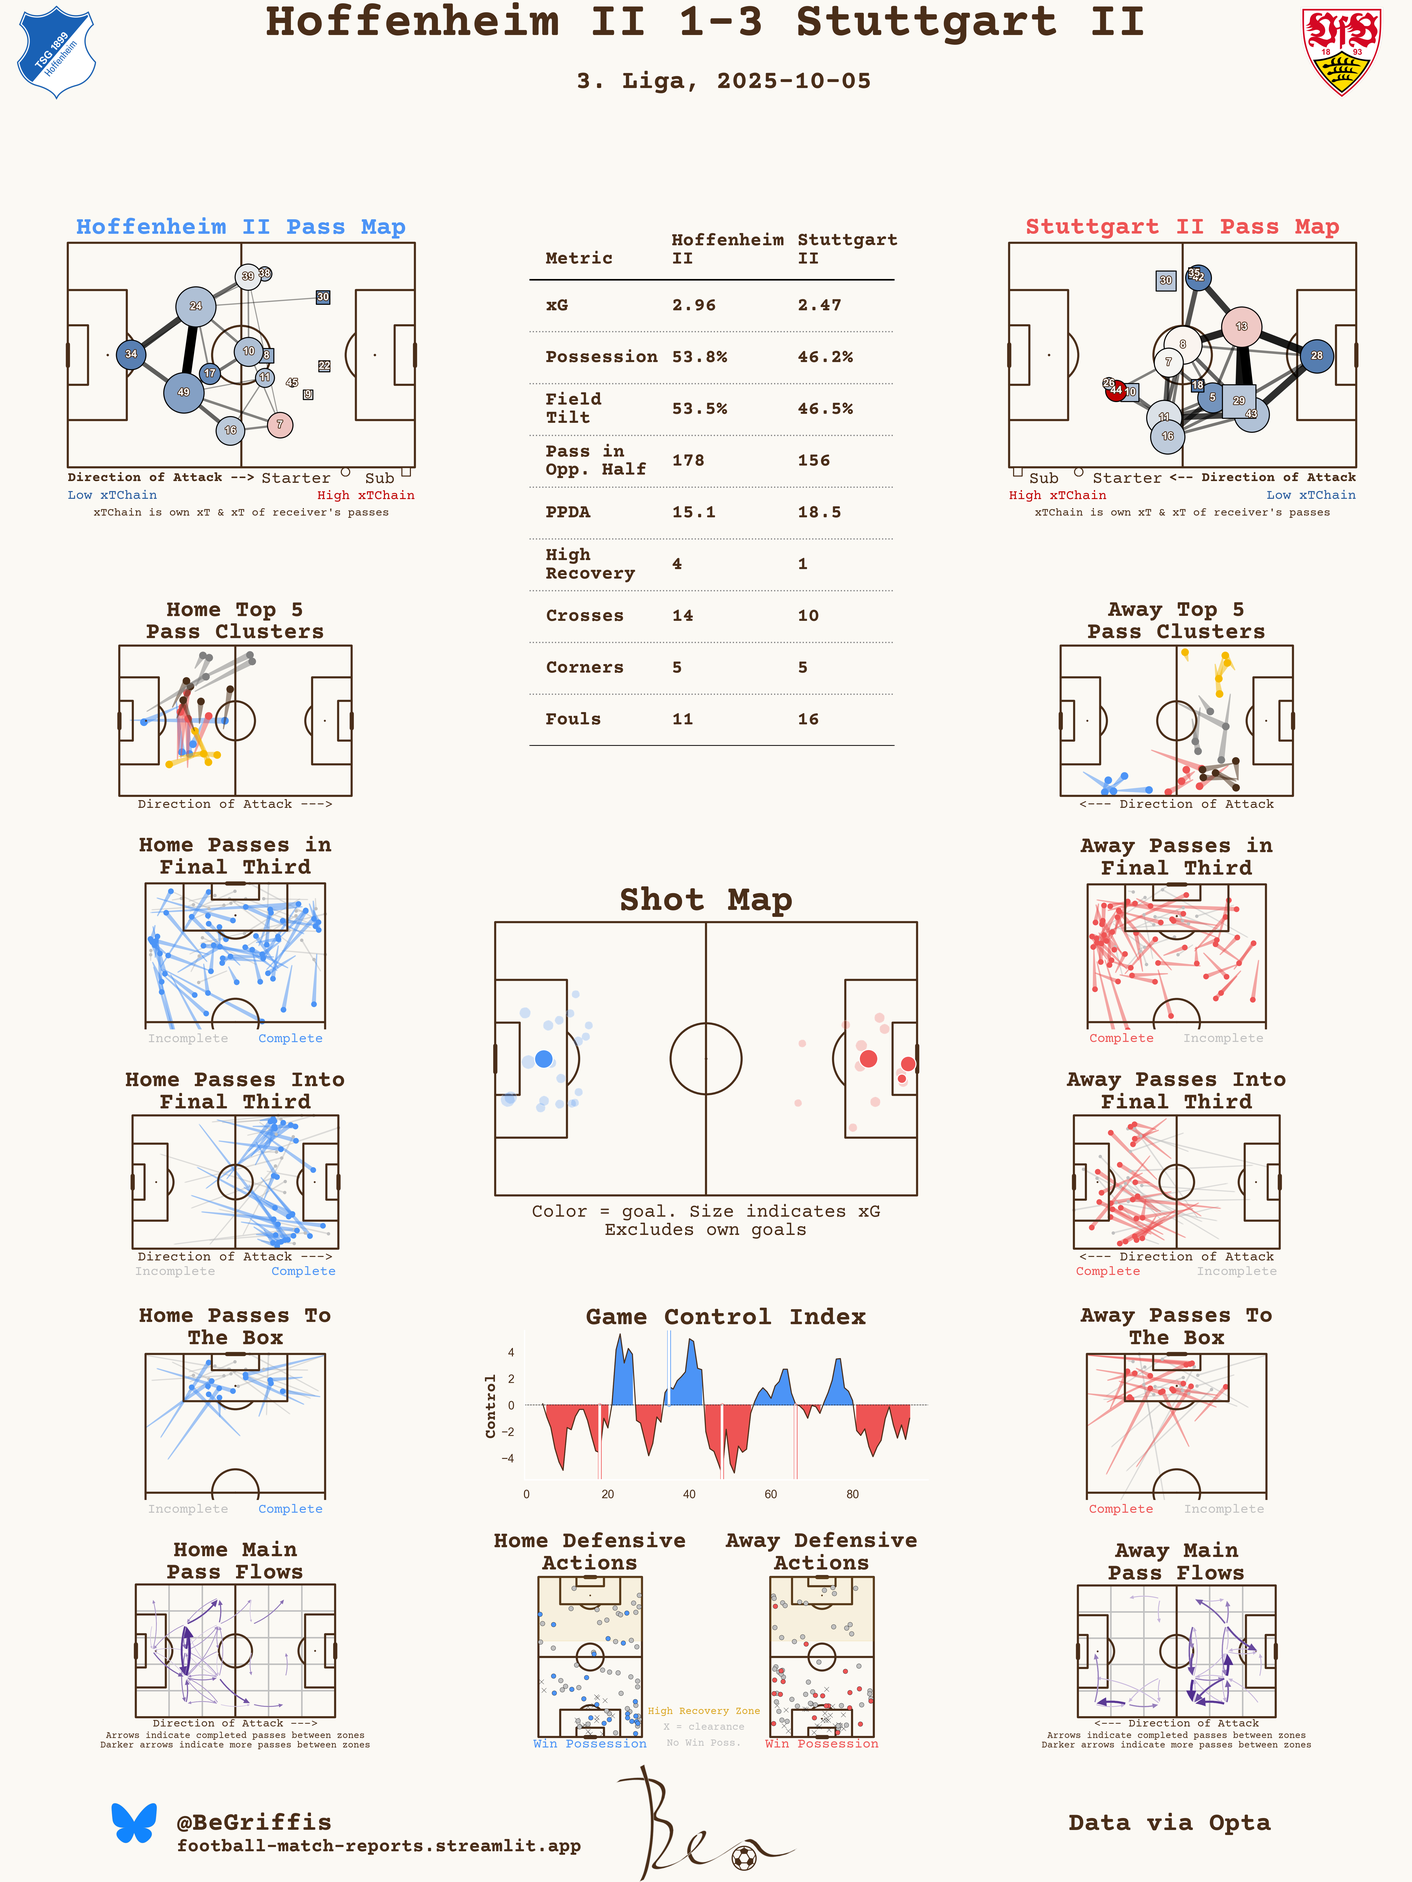 Hoffenheim II 1-3 Stuttgart II
3. Liga, 2025-10-05
TSG 1899
Hoffenheim
VfB
18 93
Hoffenheim II Pass Map
39
38
24
30
34
10
8
17
11
22
45
9
49
16
7
Direction of Attack --> Starter Sub
Low xTChain High xTChain
xTChain is own xT & xT of receiver's passes
Metric Hoffenheim II Stuttgart II
xG 2.96 2.47
Possession 53.8% 46.2%
Field Tilt 53.5% 46.5%
Pass in Opp. Half 178 156
PPDA 15.1 18.5
High Recovery 4 1
Crosses 14 10
Corners 5 5
Fouls 11 16
Stuttgart II Pass Map
30
35
13
8
7
28
26
44
10
18
5
29
43
11
16
Sub Starter <-- Direction of Attack
High xTChain Low xTChain
xTChain is own xT & xT of receiver's passes
Home Top 5
Pass Clusters
Direction of Attack --->
Away Top 5
Pass Clusters
<--- Direction of Attack
Home Passes in
Final Third
Incomplete Complete
Away Passes in
Final Third
Complete Incomplete
Shot Map
Color = goal. Size indicates xG
Excludes own goals
Home Passes Into
Final Third
Direction of Attack --->
Incomplete Complete
Away Passes Into
Final Third
<--- Direction of Attack
Complete Incomplete
Home Passes To
The Box
Incomplete Complete
Game Control Index
Control
4
2
0
−2
−4
0 20 40 60 80
Away Passes To
The Box
Complete Incomplete
Home Main
Pass Flows
Direction of Attack --->
Arrows indicate completed passes between zones
Darker arrows indicate more passes between zones
Home Defensive
Actions
Win Possession
Away Defensive
Actions
Win Possession
High Recovery Zone
X = clearance
No Win Poss.
Away Main
Pass Flows
<--- Direction of Attack
Arrows indicate completed passes between zones
Darker arrows indicate more passes between zones
@BeGriffis
football-match-reports.streamlit.app
Ben
Data via Opta